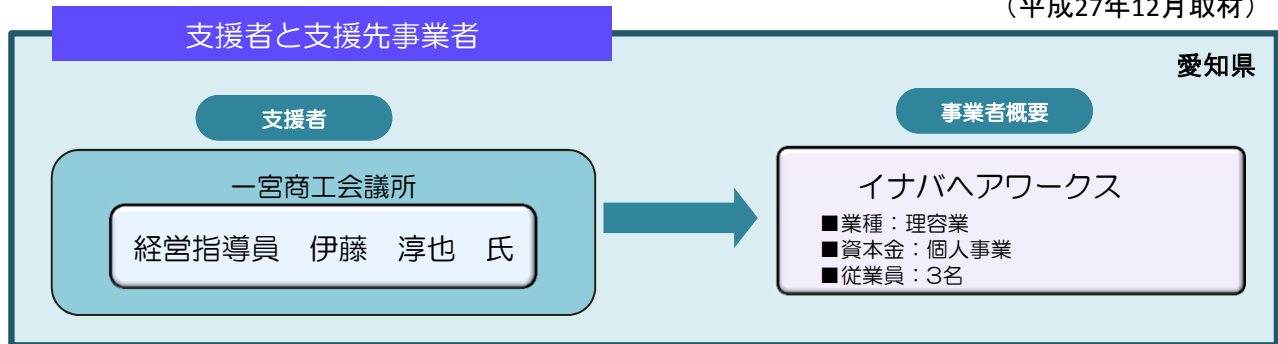 （平成27年12月取材）
支援者と支援先事業者
愛知県
支援者
一宮商工会議所
経営指導員　伊藤　淳也　氏
事業者概要
イナバヘアワークス
■業種：理容業
■資本金：個人事業
■従業員：3名